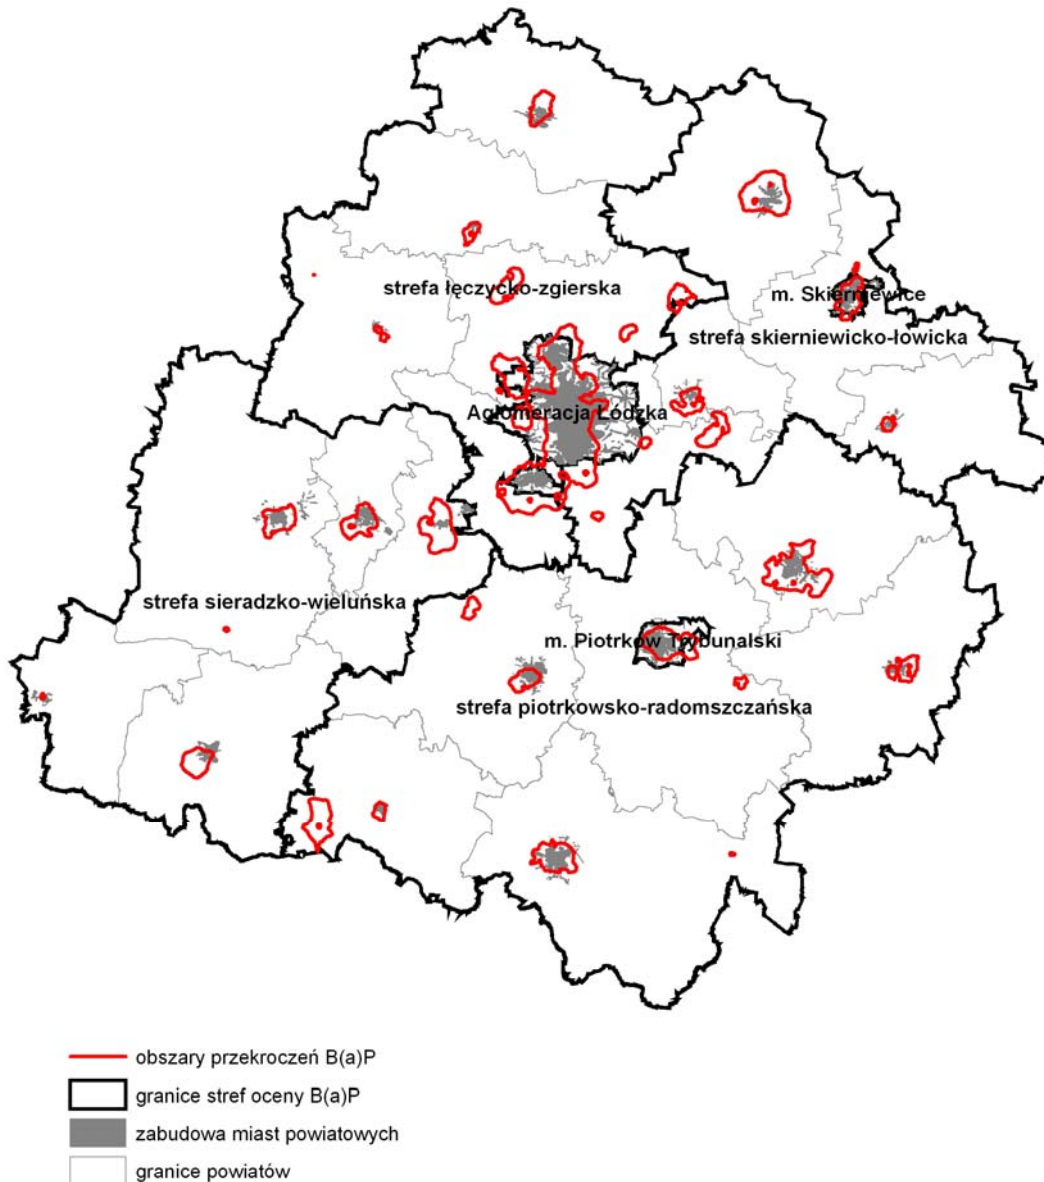 strefa łęczycko-zgierska
m. Skierniewice
strefa skierniewicko-łowicka
Aglomeracja Łódzka
strefa sieradzko-wieluńska
m. Piotrków Trybunalski
strefa piotrkowsko-radomszczańska
obszary przekroczeń B(a)P
granice stref oceny B(a)P
zabudowa miast powiatowych
granice powiatów